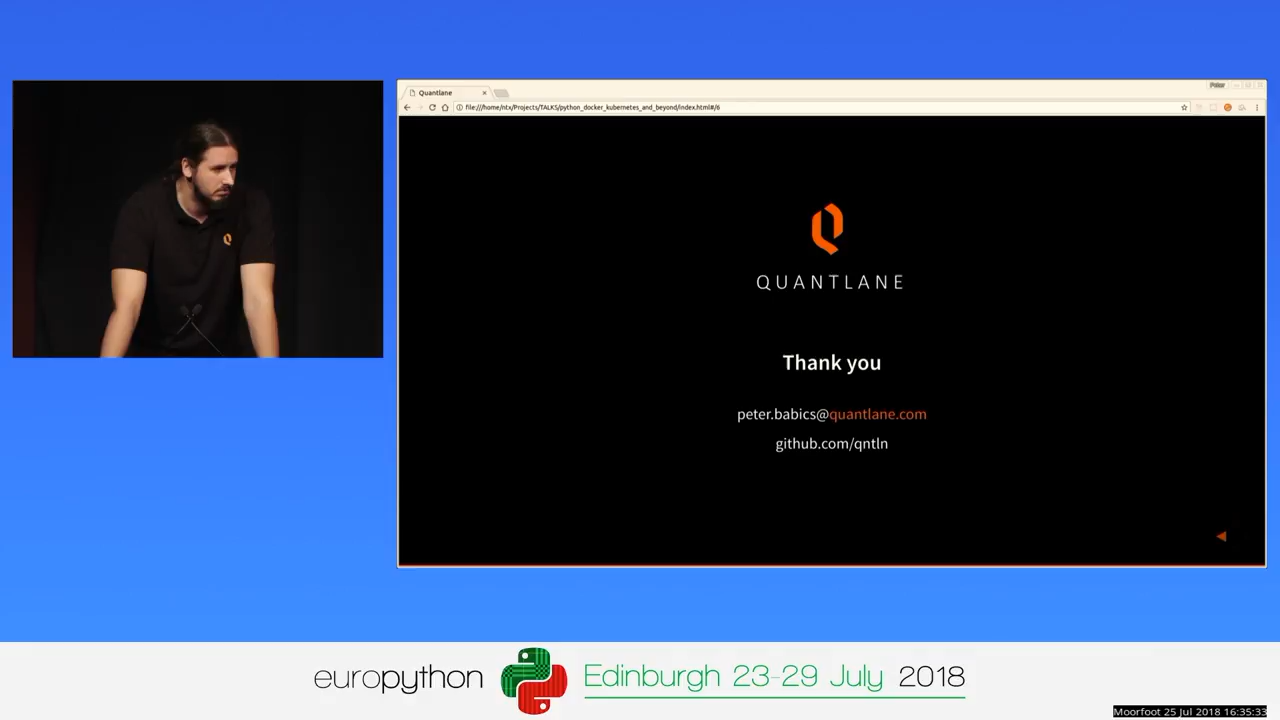 Quantlane
Peter
file:///home/ntx/Projects/TALKS/python_docker_kubernetes_and_beyond/index.html#/6
QUANTLANE
Thank you
peter.babics@quantlane.com
github.com/qntln
europython
Edinburgh 23-29 July 2018
Moorfoot 25 Jul 2018 16:35:33